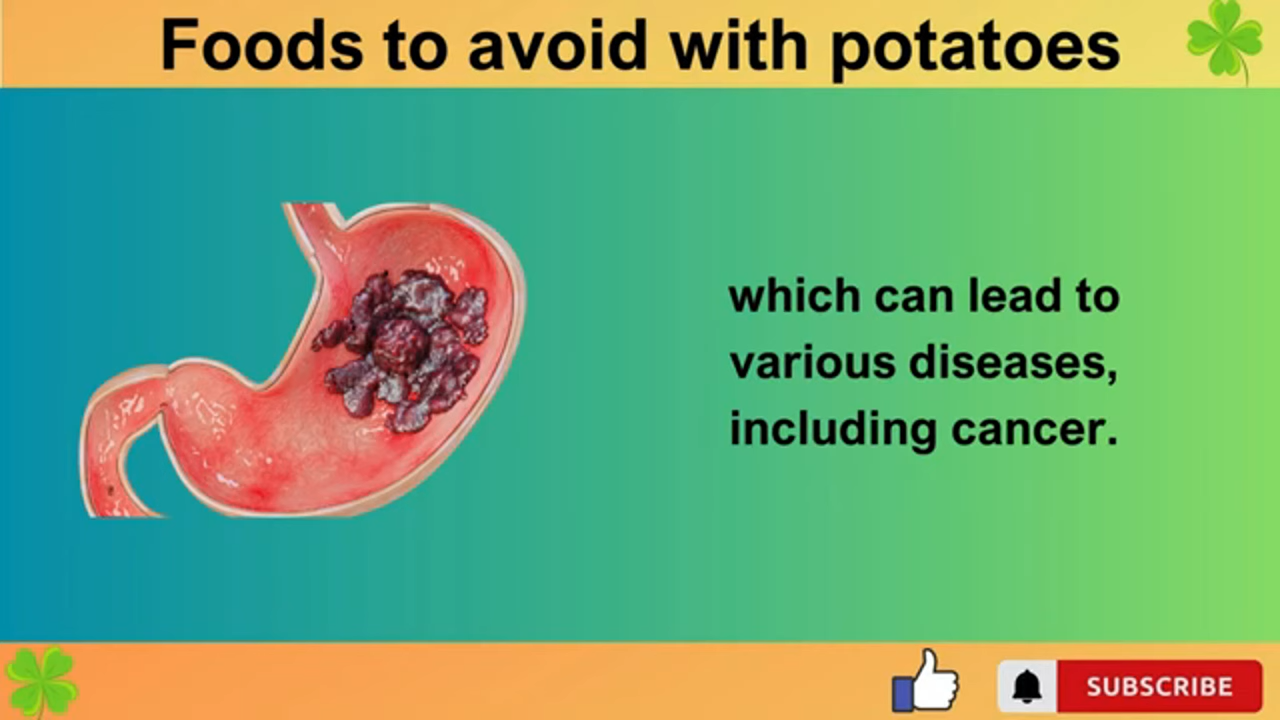 Foods to avoid with potatoes
which can lead to
various diseases,
including cancer.
SUBSCRIBE